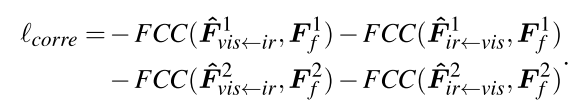 ℓ_corre = − FCC(F̂¹_vis←ir, F¹_f) − FCC(F̂¹_ir←vis, F¹_f)
− FCC(F̂²_vis←ir, F²_f) − FCC(F̂²_ir←vis, F²_f).